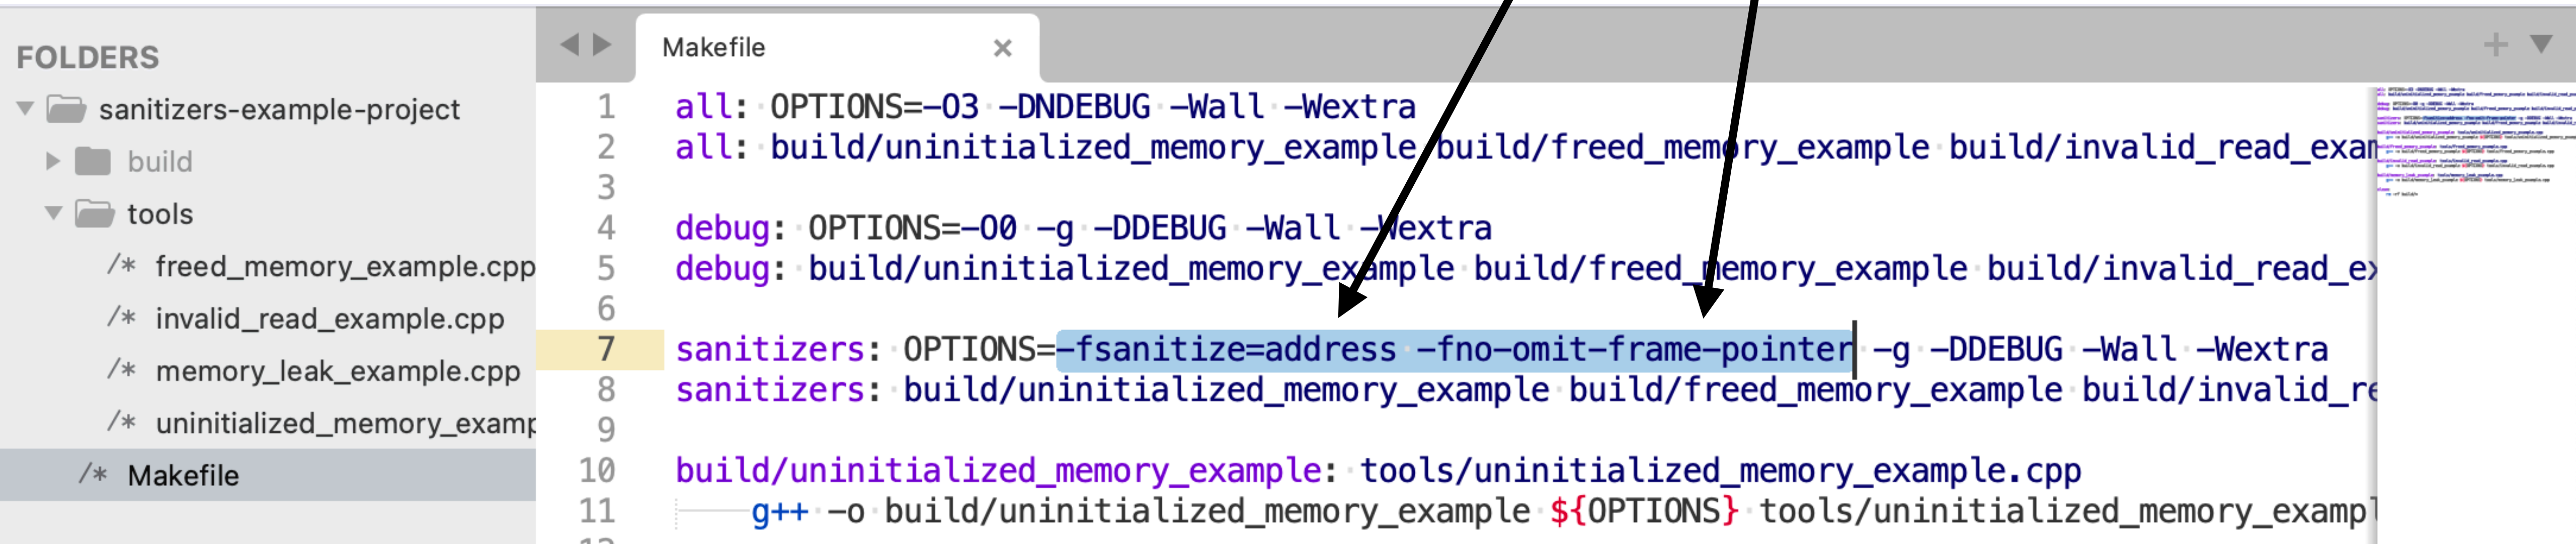 FOLDERS
sanitizers-example-project
build
tools
/* freed_memory_example.cpp
/* invalid_read_example.cpp
/* memory_leak_example.cpp
/* uninitialized_memory_examp
/* Makefile
Makefile ×
1 all: OPTIONS=-O3 -DNDEBUG -Wall -Wextra
2 all: build/uninitialized_memory_example build/freed_memory_example build/invalid_read_exam
3
4 debug: OPTIONS=-O0 -g -DDEBUG -Wall -Wextra
5 debug: build/uninitialized_memory_example build/freed_memory_example build/invalid_read_ex
6
7 sanitizers: OPTIONS=-fsanitize=address -fno-omit-frame-pointer -g -DDEBUG -Wall -Wextra
8 sanitizers: build/uninitialized_memory_example build/freed_memory_example build/invalid_re
9
10 build/uninitialized_memory_example: tools/uninitialized_memory_example.cpp
11 g++ -o build/uninitialized_memory_example ${OPTIONS} tools/uninitialized_memory_exampl